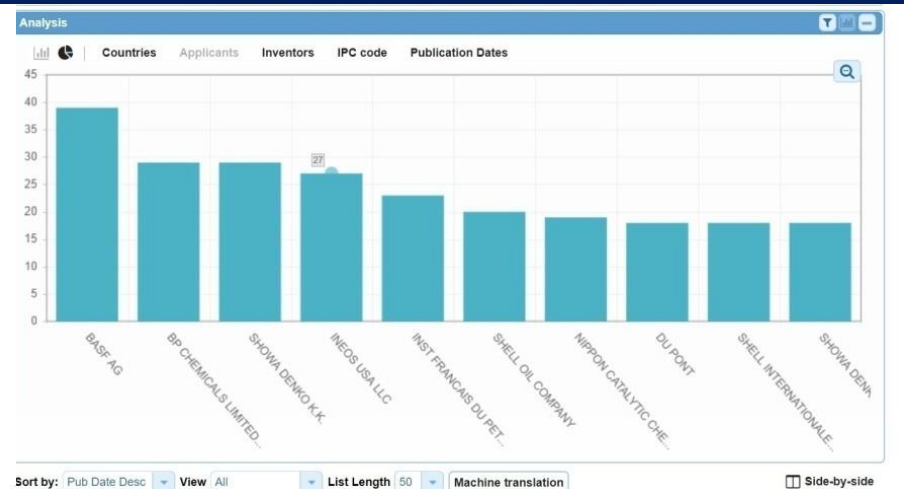 Analysis
Countries Applicants Inventors IPC code Publication Dates
45
40
35
30
25
20
15
10
5
0
27
BASF AG
BP CHEMICALS LIMITED...
SHOWA DENKO K.K.
INEOS USA LLC
INST FRANCAIS DU PET...
SHELL OIL COMPANY
NIPPON CATALYTIC CHE...
DU PONT
SHELL INTERNATIONALE...
SHOWA DENK
Sort by: Pub Date Desc View All List Length 50 Machine translation Side-by-side